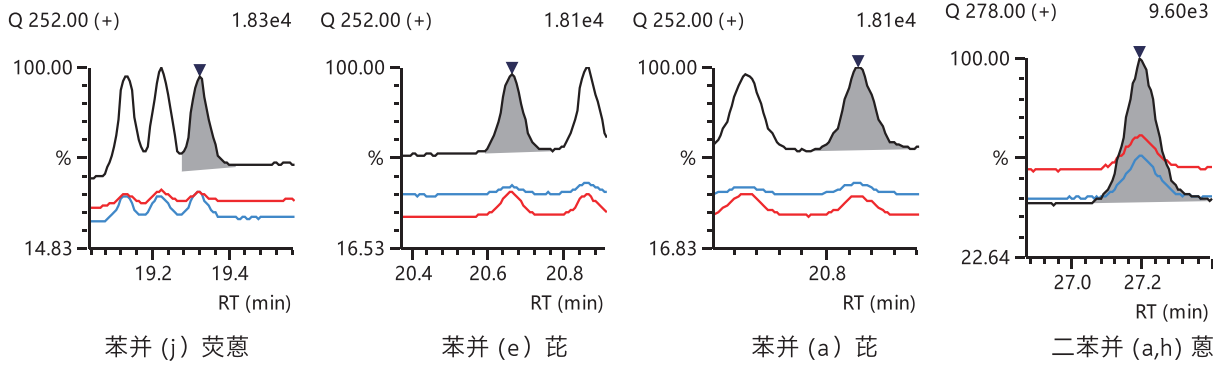 Q 252.00 (+) 1.83e4
100.00
%
14.83
19.2 19.4
RT (min)
苯并 (j) 荧蒽
Q 252.00 (+) 1.81e4
100.00
%
16.53
20.4 20.6 20.8
RT (min)
苯并 (e) 芘
Q 252.00 (+) 1.81e4
100.00
%
16.83
20.8
RT (min)
苯并 (a) 芘
Q 278.00 (+) 9.60e3
100.00
%
22.64
27.0 27.2
RT (min)
二苯并 (a,h) 蒽